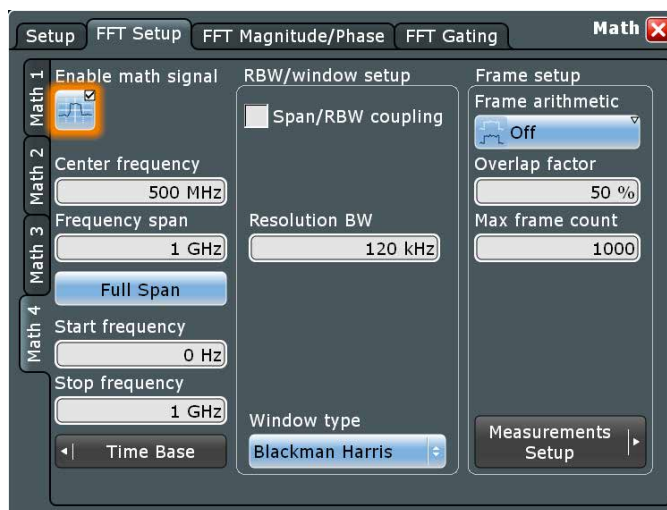 Setup FFT Setup FFT Magnitude/Phase FFT Gating Math
Math 1
Math 2
Math 3
Math 4
Enable math signal
Center frequency
500 MHz
Frequency span
1 GHz
Full Span
Start frequency
0 Hz
Stop frequency
1 GHz
Time Base
RBW/window setup
Span/RBW coupling
Resolution BW
120 kHz
Window type
Blackman Harris
Frame setup
Frame arithmetic
Off
Overlap factor
50 %
Max frame count
1000
Measurements
Setup